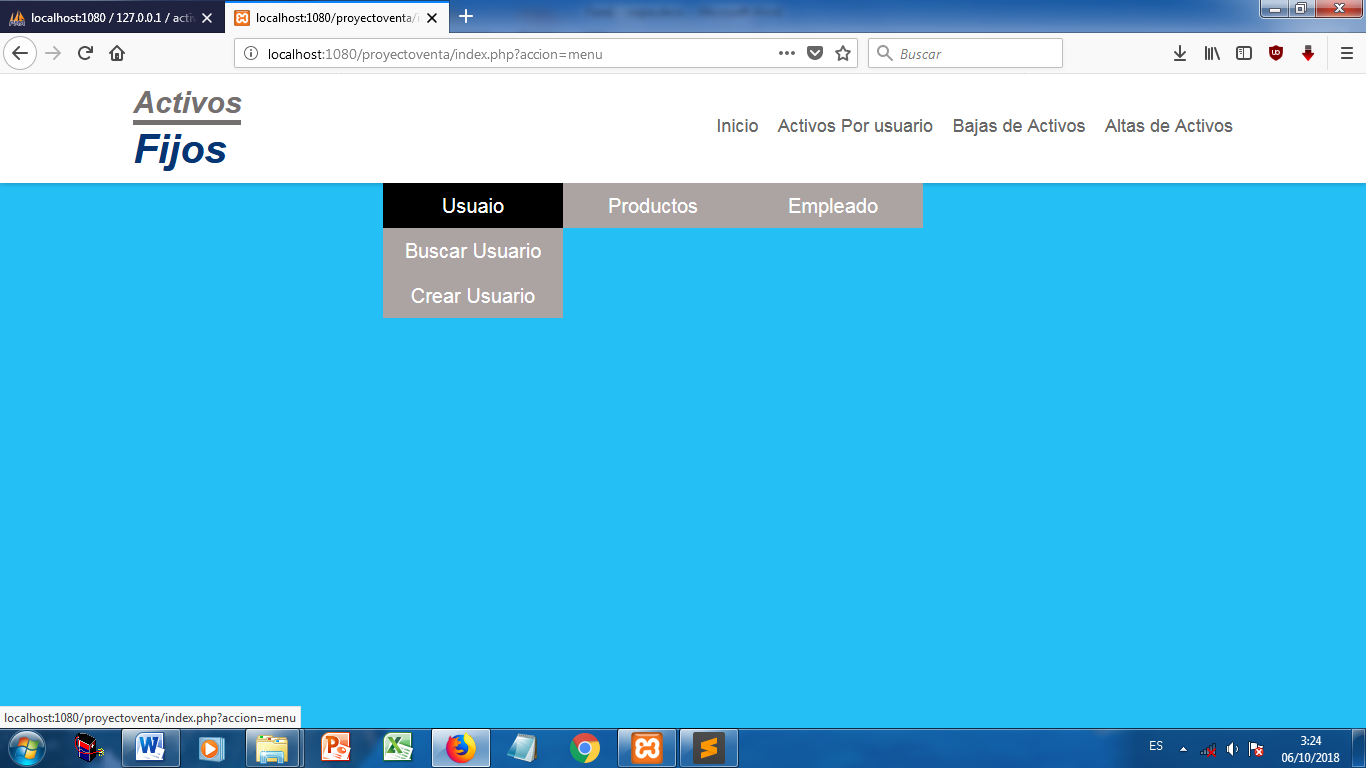 localhost:1080 / 127.0.0.1 / acti
localhost:1080/proyectoventa/i
localhost:1080/proyectoventa/index.php?accion=menu
Buscar
Activos
Fijos
Inicio Activos Por usuario Bajas de Activos Altas de Activos
Usuaio Productos Empleado
Buscar Usuario
Crear Usuario
localhost:1080/proyectoventa/index.php?accion=menu
ES
3:24
06/10/2018